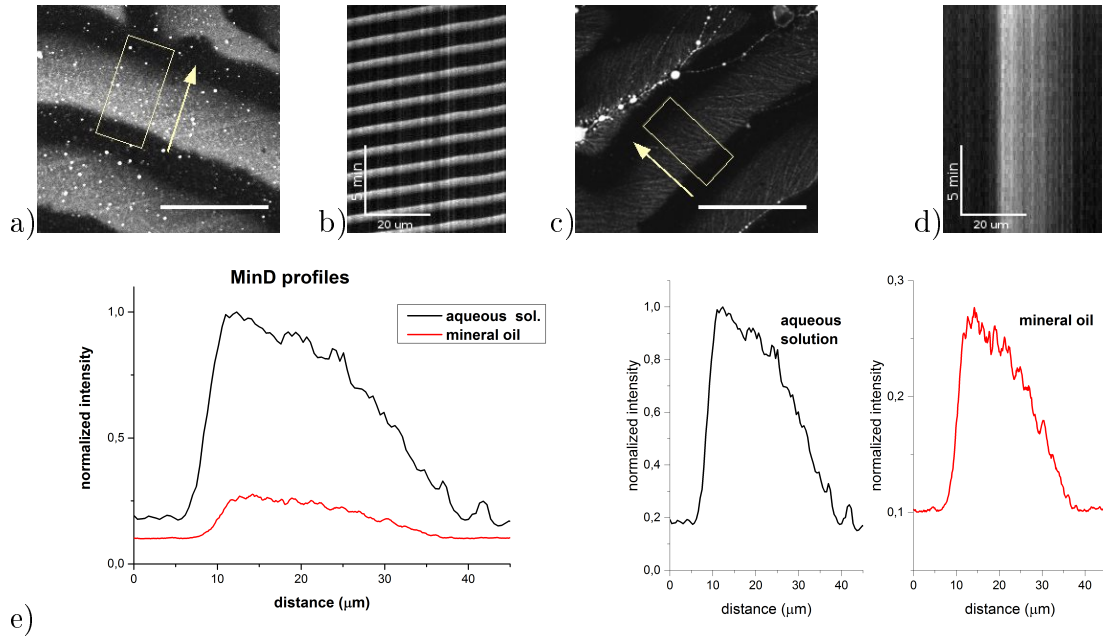 a)
b)
5 min
20 um
c)
d)
5 min
20 um
MinD profiles
normalized intensity
1,0
0,5
0,0
0
10
20
30
40
distance (μm)
aqueous sol.
mineral oil
normalized intensity
1,0
0,8
0,6
0,4
0,2
0,0
0
10
20
30
40
distance (μm)
aqueous
solution
normalized intensity
0,3
0,2
0,1
0
10
20
30
40
distance (μm)
mineral oil
e)